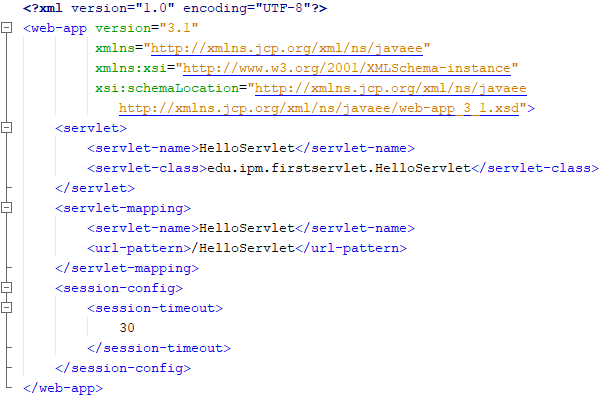 <?xml version="1.0" encoding="UTF-8"?>
<web-app version="3.1"
xmlns="http://xmlns.jcp.org/xml/ns/javaee"
xmlns:xsi="http://www.w3.org/2001/XMLSchema-instance"
xsi:schemaLocation="http://xmlns.jcp.org/xml/ns/javaee
http://xmlns.jcp.org/xml/ns/javaee/web-app_3_1.xsd">
<servlet>
<servlet-name>HelloServlet</servlet-name>
<servlet-class>edu.ipm.firstservlet.HelloServlet</servlet-class>
</servlet>
<servlet-mapping>
<servlet-name>HelloServlet</servlet-name>
<url-pattern>/HelloServlet</url-pattern>
</servlet-mapping>
<session-config>
<session-timeout>
30
</session-timeout>
</session-config>
</web-app>